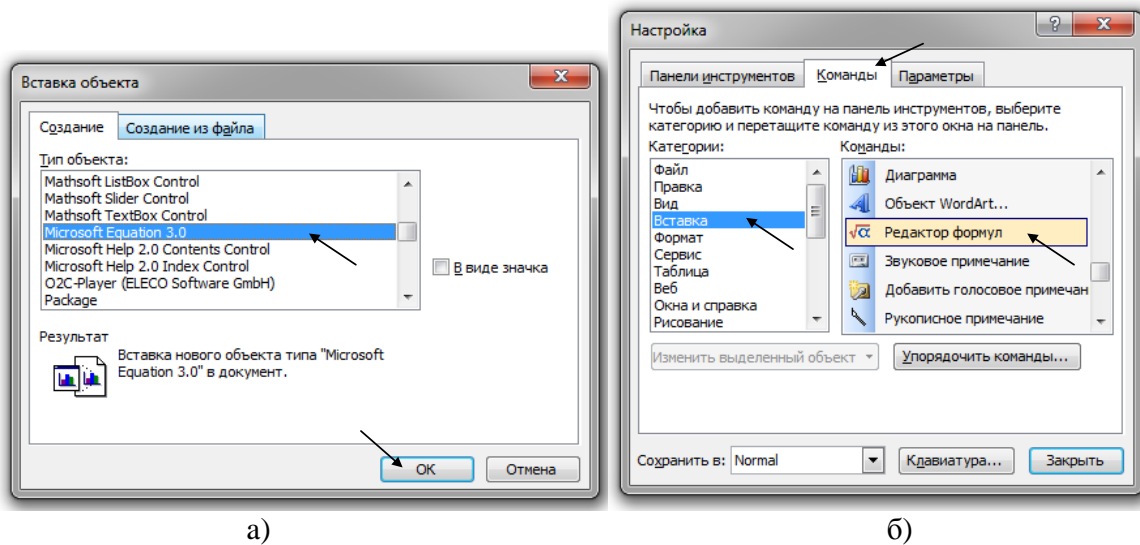 Вставка объекта
Создание
Создание из файла
Тип объекта:
Mathsoft ListBox Control
Mathsoft Slider Control
Mathsoft TextBox Control
Microsoft Equation 3.0
Microsoft Help 2.0 Contents Control
Microsoft Help 2.0 Index Control
O2C-Player (ELECO Software GmbH)
Package
В виде значка
Результат
Вставка нового объекта типа "Microsoft
Equation 3.0" в документ.
OK
Отмена
а)
Настройка
Панели инструментов
Команды
Параметры
Чтобы добавить команду на панель инструментов, выберите
категорию и перетащите команду из этого окна на панель.
Категории:
Файл
Правка
Вид
Вставка
Формат
Сервис
Таблица
Веб
Окна и справка
Рисование
Команды:
Диаграмма
Объект WordArt...
√α Редактор формул
Звуковое примечание
Добавить голосовое примечан
Рукописное примечание
Изменить выделенный объект
Упорядочить команды...
Сохранить в: Normal
Клавиатура...
Закрыть
б)